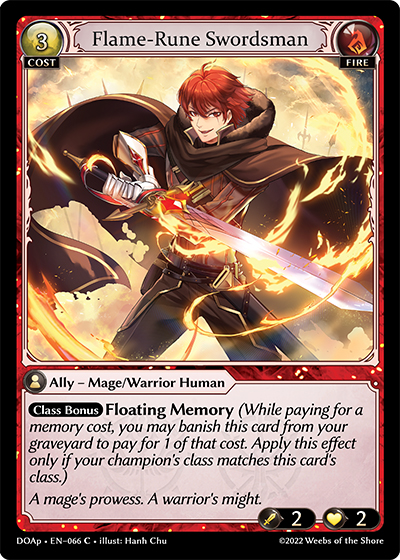 3 Flame-Rune Swordsman
COST FIRE
Ally – Mage/Warrior Human
Class Bonus Floating Memory (While paying for a
memory cost, you may banish this card from your
graveyard to pay for 1 of that cost. Apply this effect
only if your champion's class matches this card's
class.)
A mage's prowess. A warrior's might.
2 2
DOAp • EN-066 C • illust: Hanh Chu ©2022 Weebs of the Shore